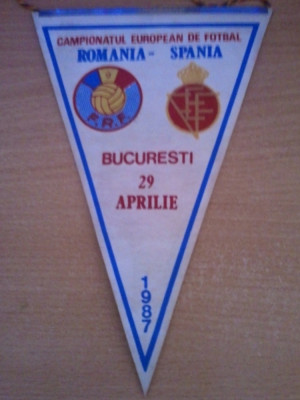 CAMPIONATUL EUROPEAN DE FOTBAL
ROMANIA - SPANIA
F.R.F.
BUCURESTI
29
APRILIE
1987